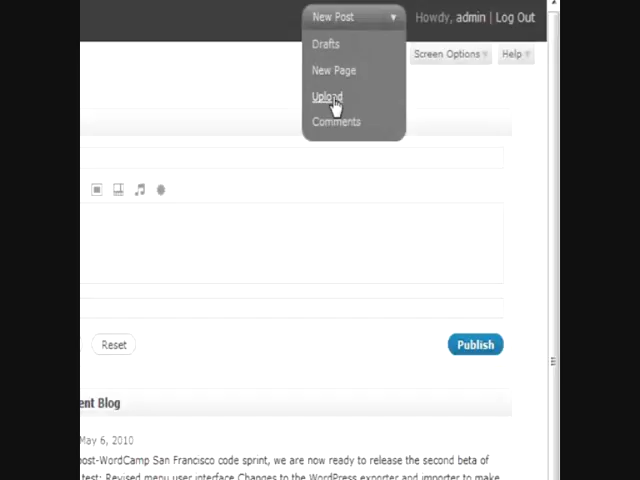 New Post ▼ Howdy, admin | Log Out
Drafts
Screen Options ▼ Help ▼
New Page
Upload
Comments
Reset
Publish
ent Blog
May 6, 2010
post-WordCamp San Francisco code sprint, we are now ready to release the second beta of
test: Revised menu user interface Changes to the WordPress exporter and importer to make